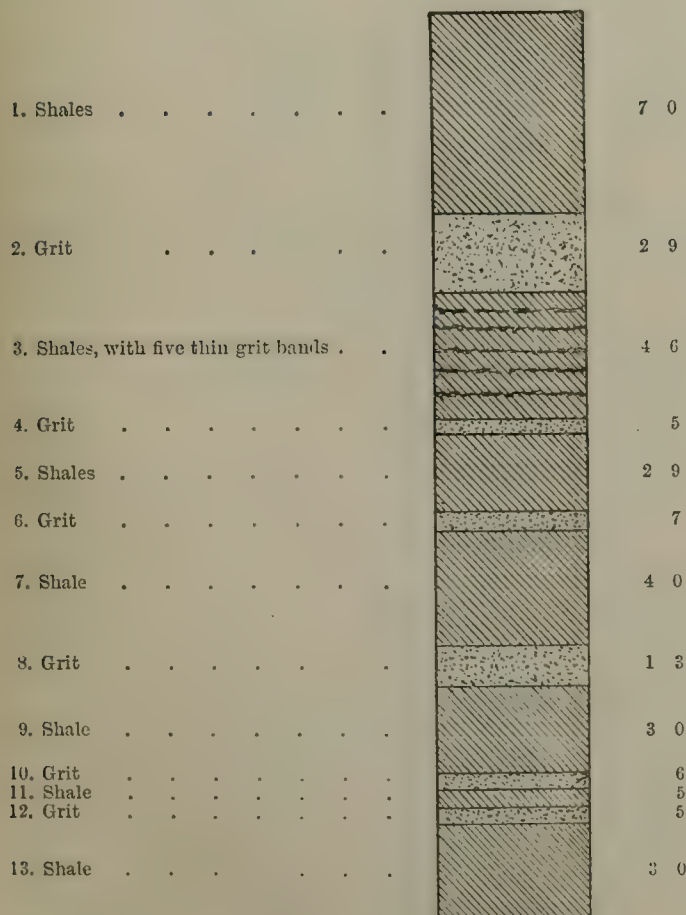 1. Shales . . . . . . . 7 0
2. Grit . . . . . 2 9
3. Shales, with five thin grit bands . . 4 6
4. Grit . . . . . . . 5
5. Shales . . . . . . . 2 9
6. Grit . . . . . . . 7
7. Shale . . . . . . . 4 0
8. Grit . . . . . . 1 3
9. Shale . . . . . . . 3 0
10. Grit . . . . . . . 6
11. Shale . . . . . . . 5
12. Grit . . . . . . . 5
13. Shale . . . . . . 3 0